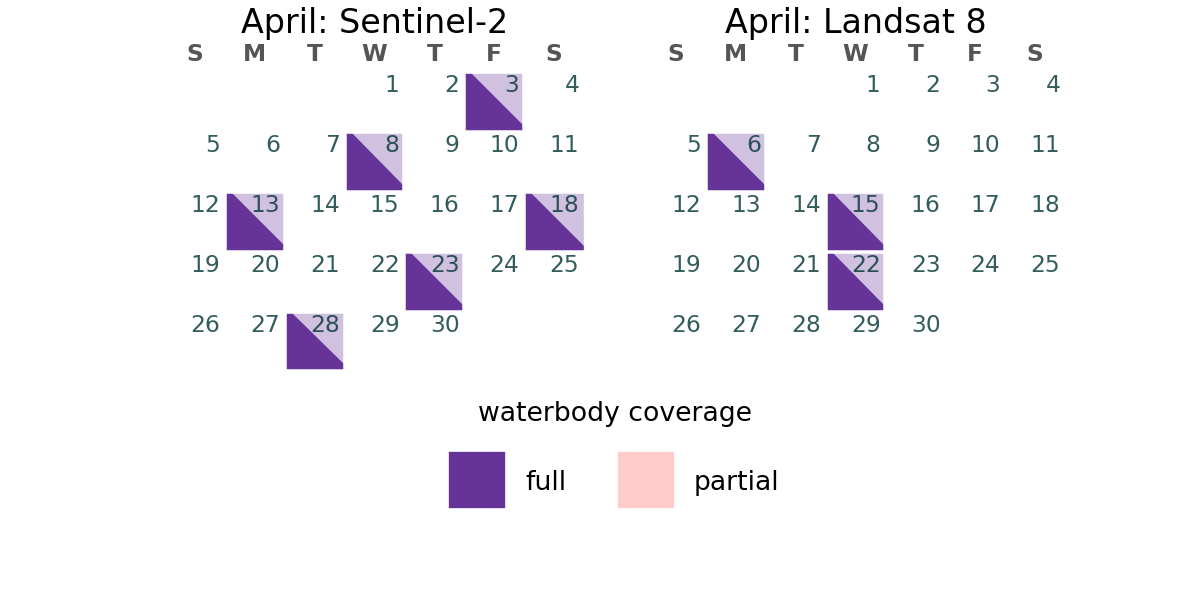 April: Sentinel-2
S M T W T F S
1 2 3 4
5 6 7 8 9 10 11
12 13 14 15 16 17 18
19 20 21 22 23 24 25
26 27 28 29 30
April: Landsat 8
S M T W T F S
1 2 3 4
5 6 7 8 9 10 11
12 13 14 15 16 17 18
19 20 21 22 23 24 25
26 27 28 29 30
waterbody coverage
full
partial